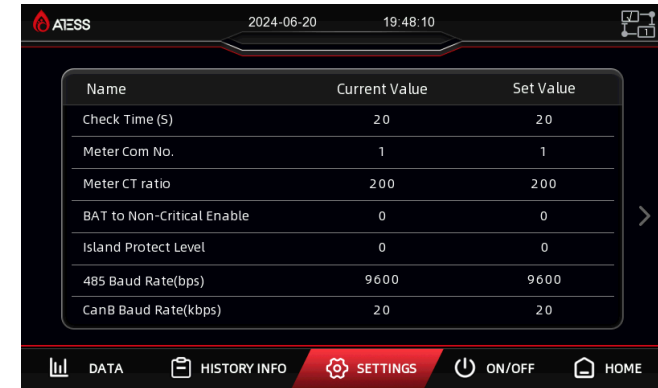 ATESS 2024-06-20 19:48:10
1
Name Current Value Set Value
Check Time (S) 20 20
Meter Com No. 1 1
Meter CT ratio 200 200
BAT to Non-Critical Enable 0 0
Island Protect Level 0 0
485 Baud Rate(bps) 9600 9600
CanB Baud Rate(kbps) 20 20
DATA HISTORY INFO SETTINGS ON/OFF HOME